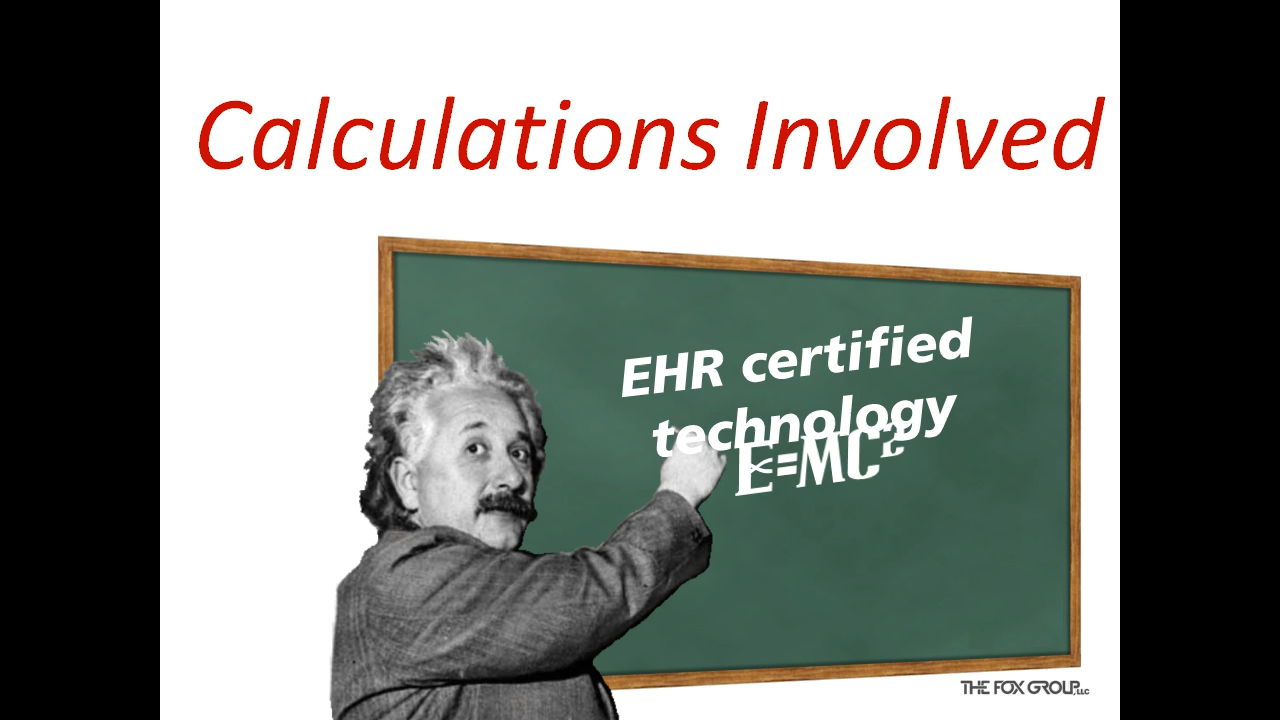 Calculations Involved
EHR certified
technology
E=MC²
THE FOX GROUP, LLC